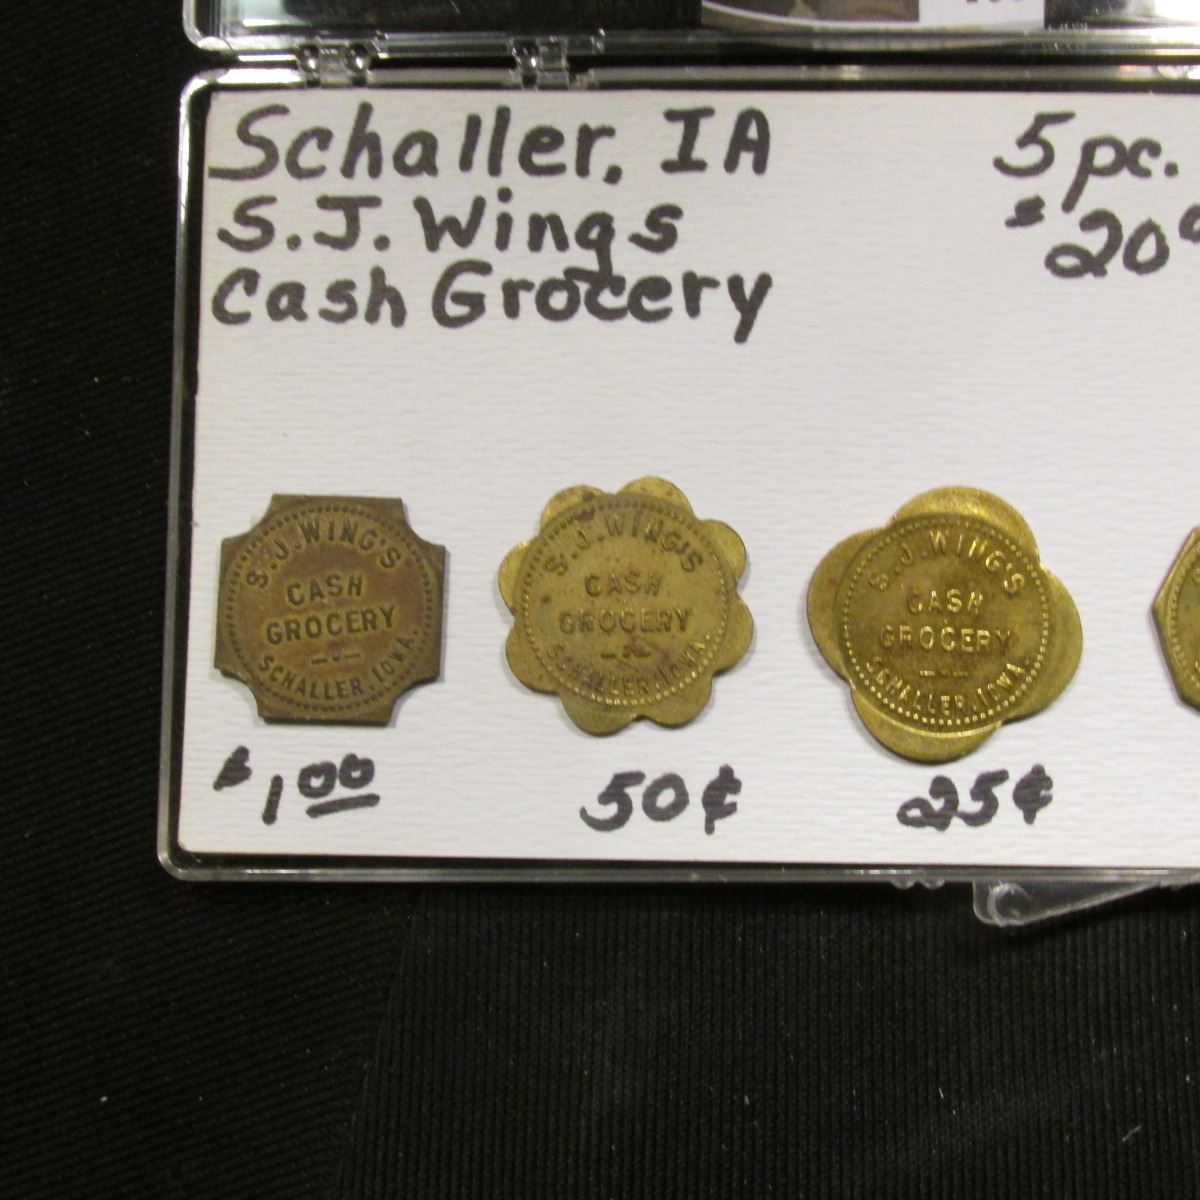 Schaller, IA
S.J. Wings
Cash Grocery
5 pc.
$20
S.J.WING'S
CASH
GROCERY
SCHALLER, IOWA.
S.J.WING'S
CASH
GROCERY
SCHALLER, IOWA.
S.J.WING'S
CASH
GROCERY
SCHALLER, IOWA.
$1.00
50¢
25¢